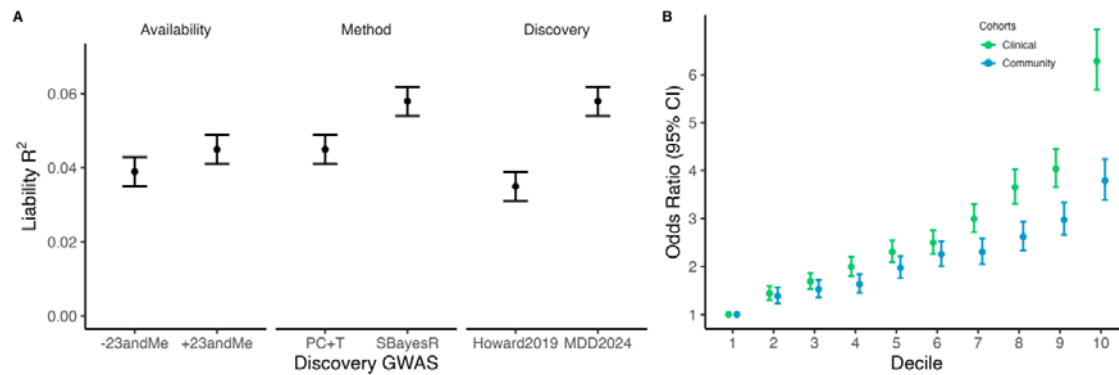 A
Availability
Method
Discovery
Liability R²
0.06
0.04
0.02
0.00
-23andMe
+23andMe
PC+T
SBayesR
Howard2019
MDD2024
Discovery GWAS
B
Cohorts
Clinical
Community
Odds Ratio (95% CI)
6
5
4
3
2
1
1 2 3 4 5 6 7 8 9 10
Decile